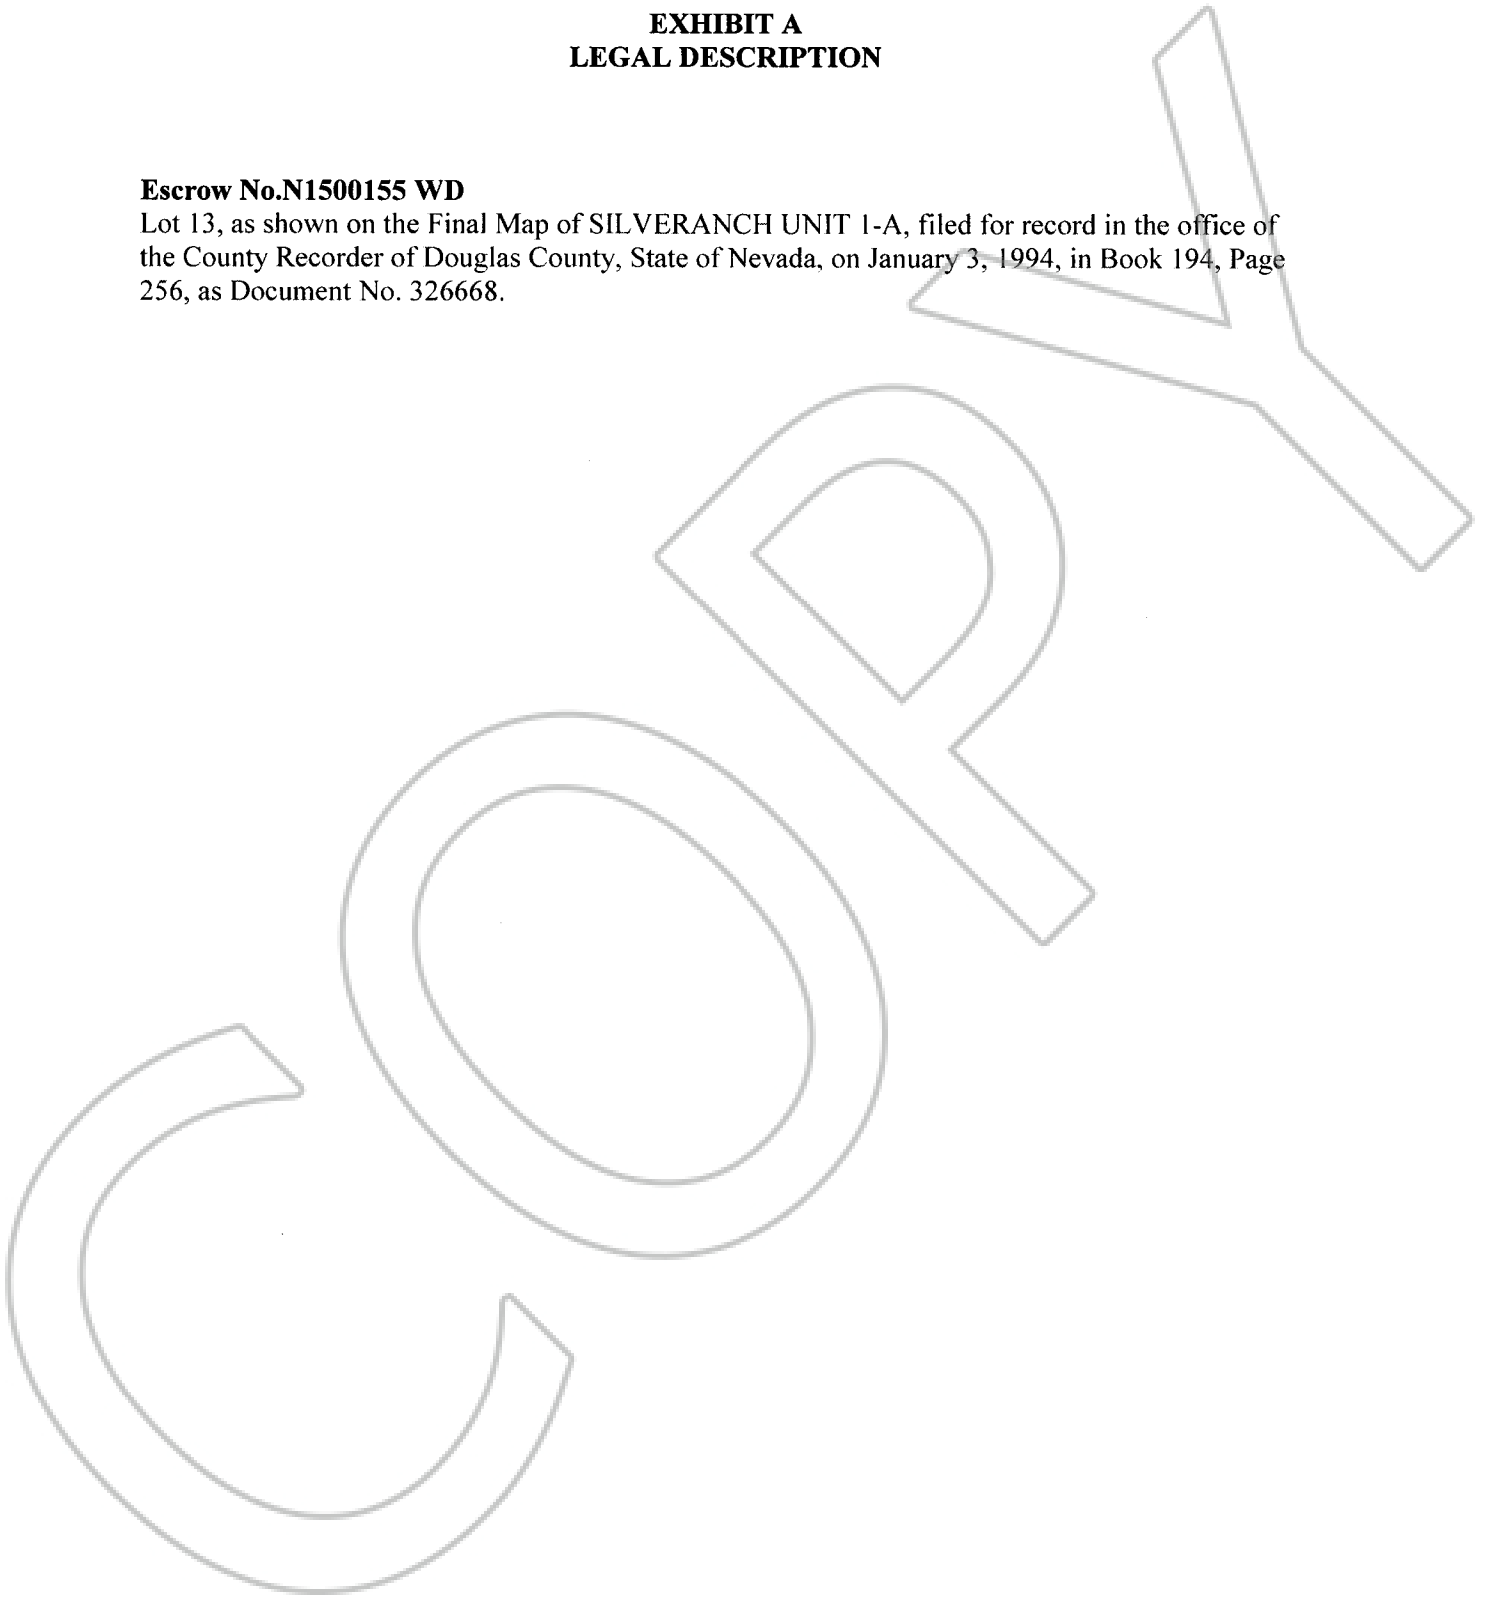 EXHIBIT A
LEGAL DESCRIPTION
Escrow No.N1500155 WD
Lot 13, as shown on the Final Map of SILVERANCH UNIT 1-A, filed for record in the office of
the County Recorder of Douglas County, State of Nevada, on January 3, 1994, in Book 194, Page
256, as Document No. 326668.
COPY